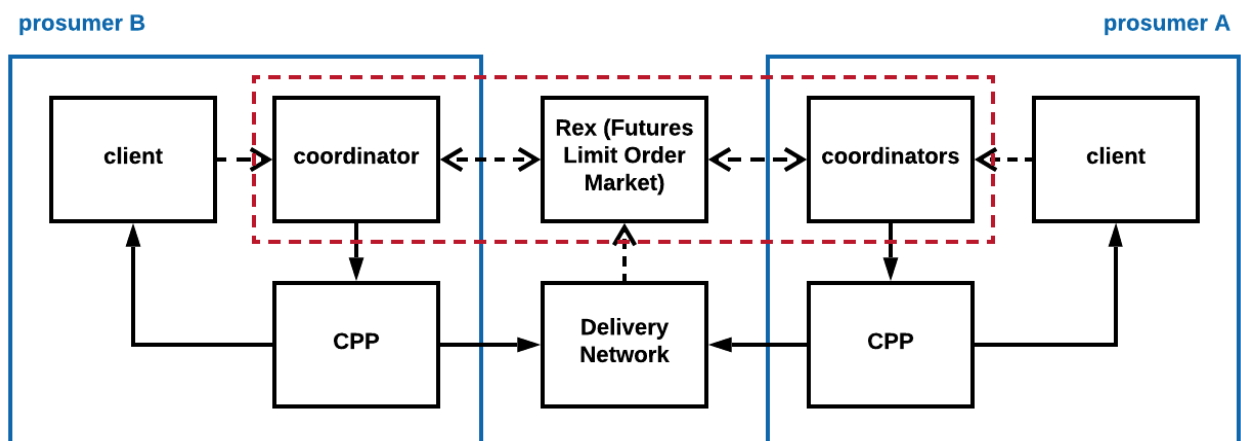 prosumer B
prosumer A
client
coordinator
Rex (Futures
Limit Order
Market)
coordinators
client
CPP
Delivery
Network
CPP